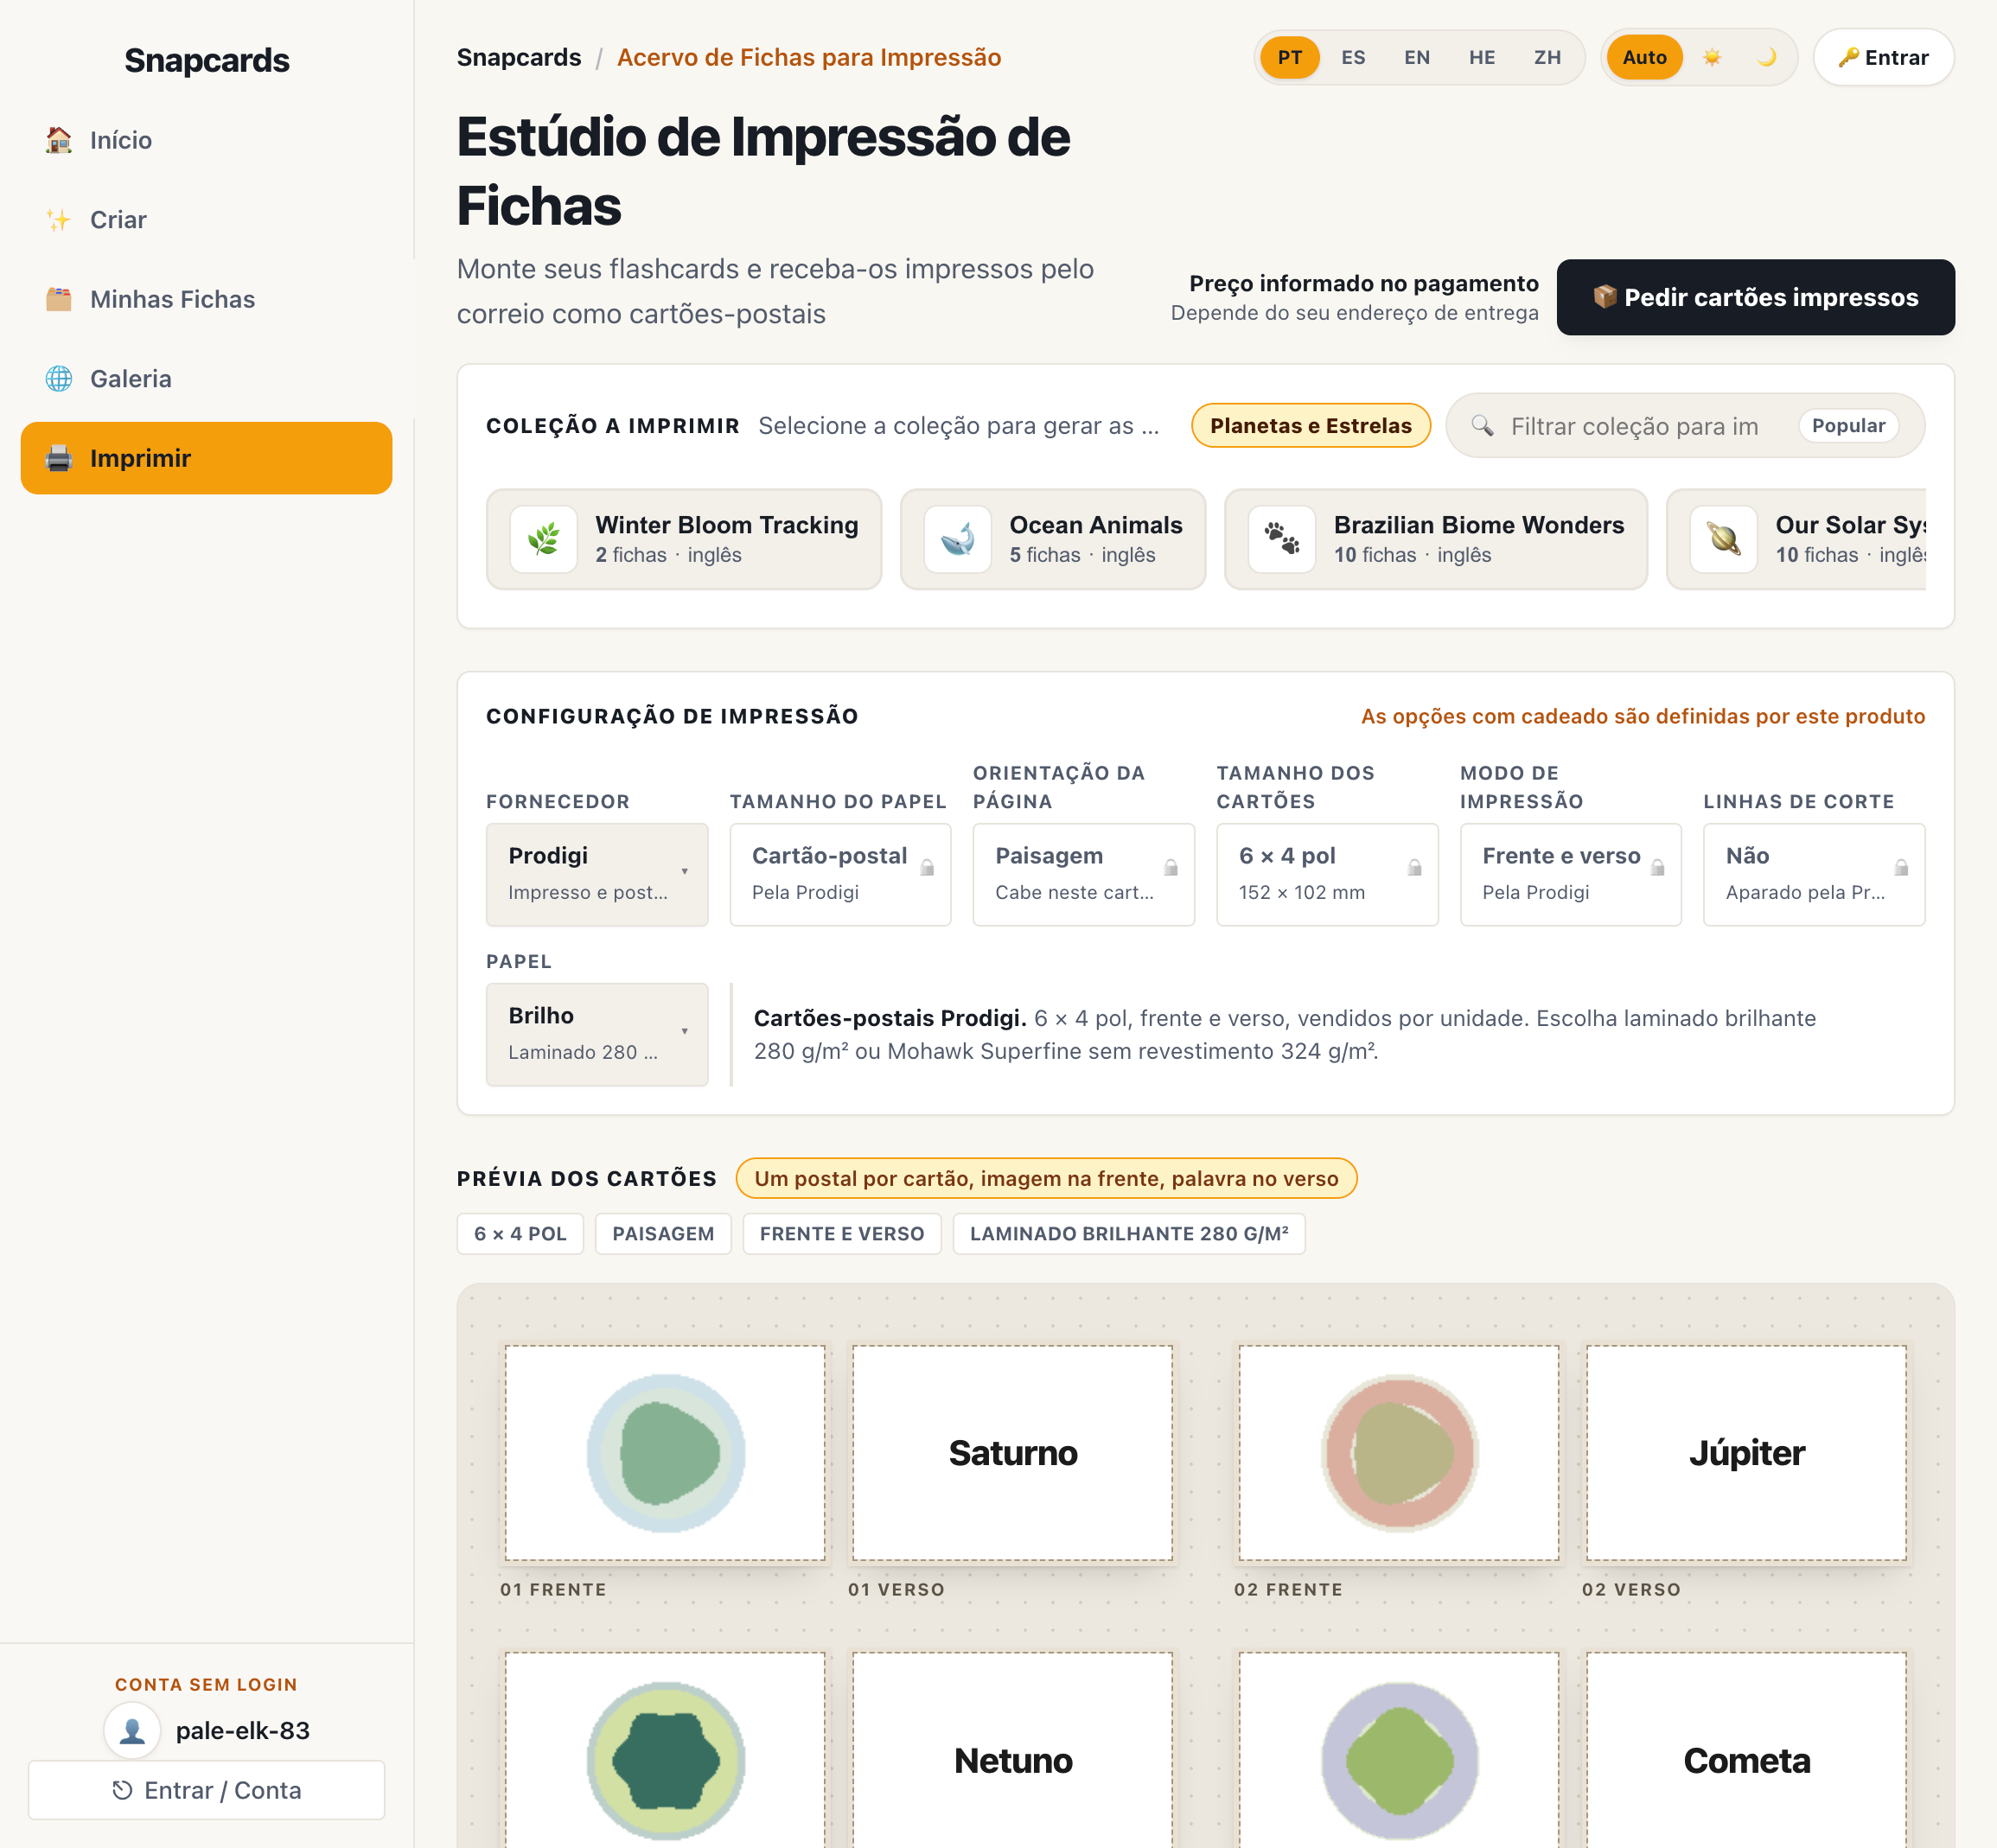 Snapcards
Início
Criar
Minhas Fichas
Galeria
Imprimir
CONTA SEM LOGIN
pale-elk-83
Entrar / Conta
Snapcards / Acervo de Fichas para Impressão
PT ES EN HE ZH
Auto
Entrar
Estúdio de Impressão de
Fichas
Monte seus flashcards e receba-os impressos pelo
correio como cartões-postais
Preço informado no pagamento
Depende do seu endereço de entrega
Pedir cartões impressos
COLEÇÃO A IMPRIMIR Selecione a coleção para gerar as ...
Planetas e Estrelas
Filtrar coleção para im
Popular
Winter Bloom Tracking
2 fichas · inglês
Ocean Animals
5 fichas · inglês
Brazilian Biome Wonders
10 fichas · inglês
Our Solar Sys
10 fichas · inglês
CONFIGURAÇÃO DE IMPRESSÃO
As opções com cadeado são definidas por este produto
FORNECEDOR
Prodigi
Impresso e post...
TAMANHO DO PAPEL
Cartão-postal
Pela Prodigi
ORIENTAÇÃO DA
PÁGINA
Paisagem
Cabe neste cart...
TAMANHO DOS
CARTÕES
6 × 4 pol
152 × 102 mm
MODO DE
IMPRESSÃO
Frente e verso
Pela Prodigi
LINHAS DE CORTE
Não
Aparado pela Pr...
PAPEL
Brilho
Laminado 280 ...
Cartões-postais Prodigi. 6 × 4 pol, frente e verso, vendidos por unidade. Escolha laminado brilhante
280 g/m² ou Mohawk Superfine sem revestimento 324 g/m².
PRÉVIA DOS CARTÕES
Um postal por cartão, imagem na frente, palavra no verso
6 × 4 POL
PAISAGEM
FRENTE E VERSO
LAMINADO BRILHANTE 280 G/M²
Saturno
Júpiter
01 FRENTE
01 VERSO
02 FRENTE
02 VERSO
Netuno
Cometa